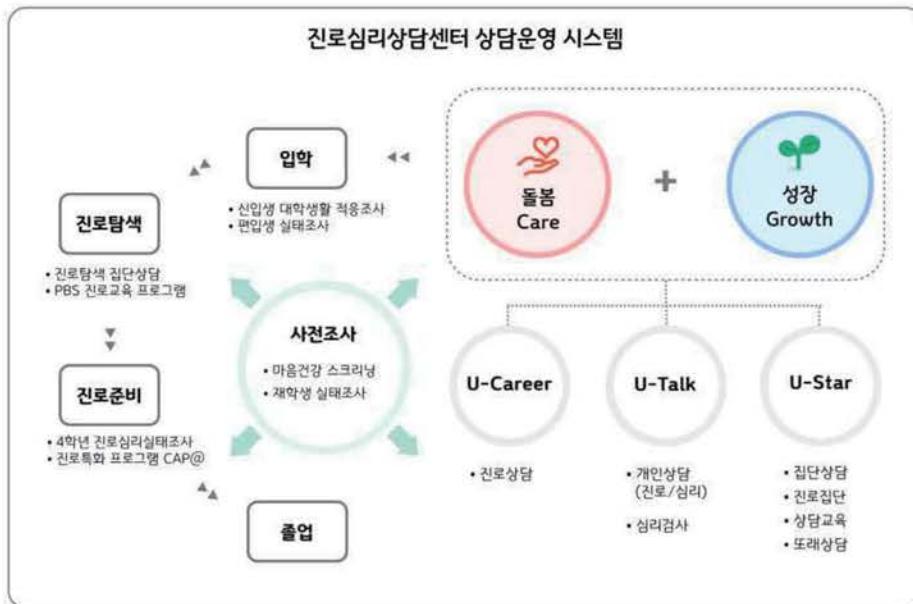 진로심리상담센터 상담운영 시스템
입학
• 신입생 대학생활 적응조사
• 편입생 실태조사
진로탐색
• 진로탐색 집단상담
• PBS 진로교육 프로그램
진로준비
• 4학년 진로심리실태조사
• 진로특화 프로그램 CAP@
졸업
사전조사
• 마음건강 스크리닝
• 재학생 실태조사
돌봄
Care
+
성장
Growth
U-Career
• 진로상담
U-Talk
• 개인상담
(진로/심리)
• 심리검사
U-Star
• 집단상담
• 진로집단
• 상담교육
• 또래상담